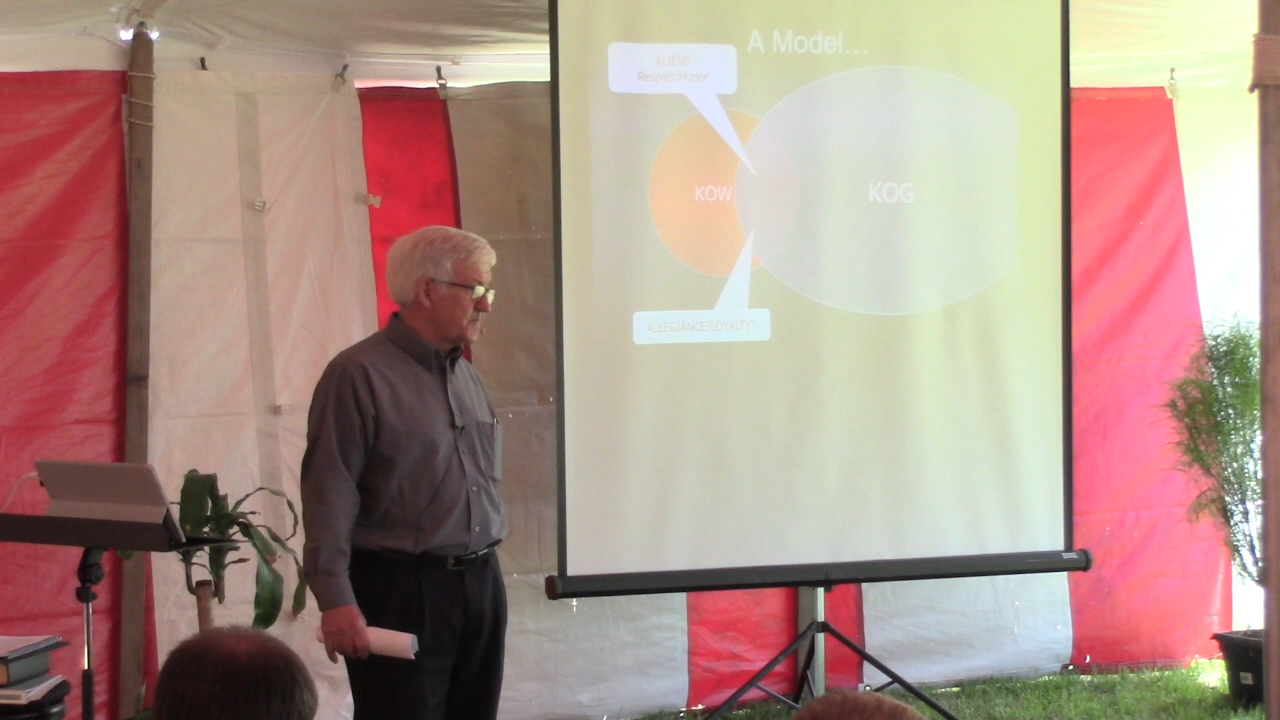 A Model...
ALIENS
Respect/Honor
KOW
KOG
ALLEGIANCE/LOYALTY?